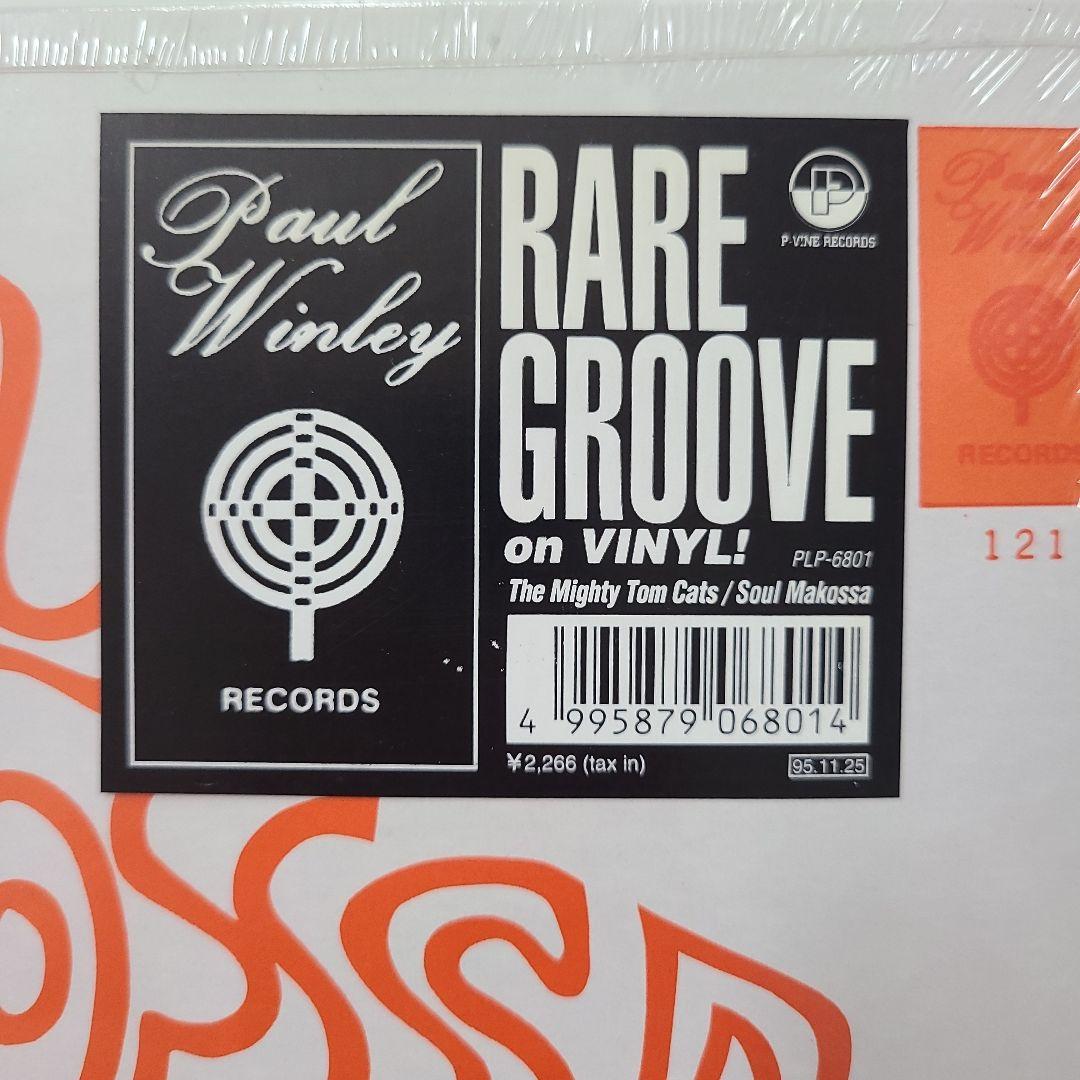 Paul
Winley
RECORDS
RARE
GROOVE
on VINYL!
P-VINE RECORDS
PLP-6801
The Mighty Tom Cats / Soul Makossa
4 995879 068014
¥2,266 (tax in)
95.11.25
RECORDS
121